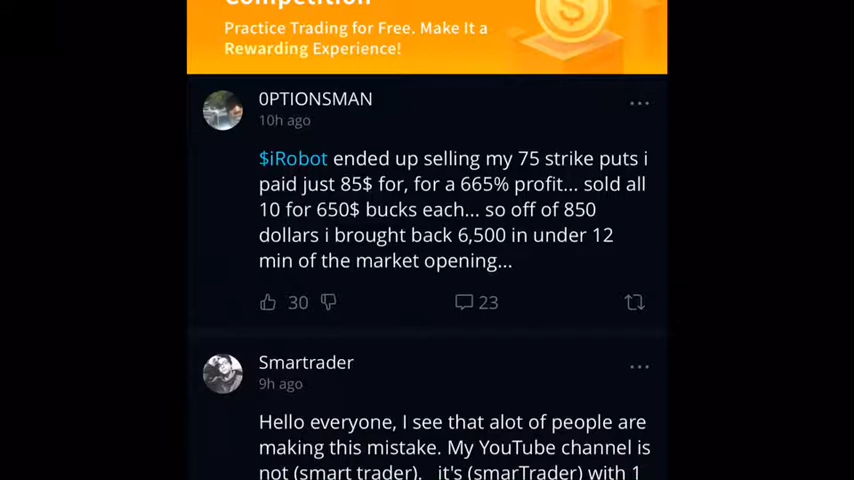 Competition
Practice Trading for Free. Make It a
Rewarding Experience!
0PTIONSMAN
10h ago
$iRobot ended up selling my 75 strike puts i
paid just 85$ for, for a 665% profit... sold all
10 for 650$ bucks each... so off of 850
dollars i brought back 6,500 in under 12
min of the market opening...
30 23
Smartrader
9h ago
Hello everyone, I see that alot of people are
making this mistake. My YouTube channel is
not (smart trader). it's (smarTrader) with 1